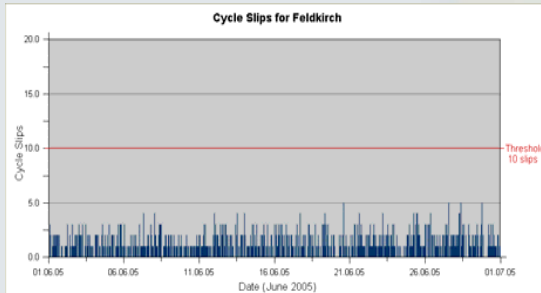 Cycle Slips for Feldkirch
20.0
15.0
10.0
5.0
0.0
Cycle Slips
Threshol
10 slips
01.06.05 06.06.05 11.06.05 16.06.05 21.06.05 26.06.05 01.07.05
Date (June 2005)